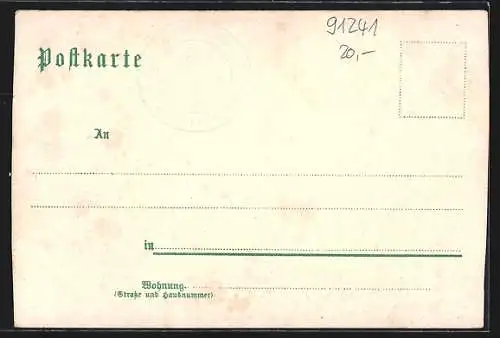 91241
20,-
Postkarte
An
in
Wohnung
(Straße und Hausnummer)